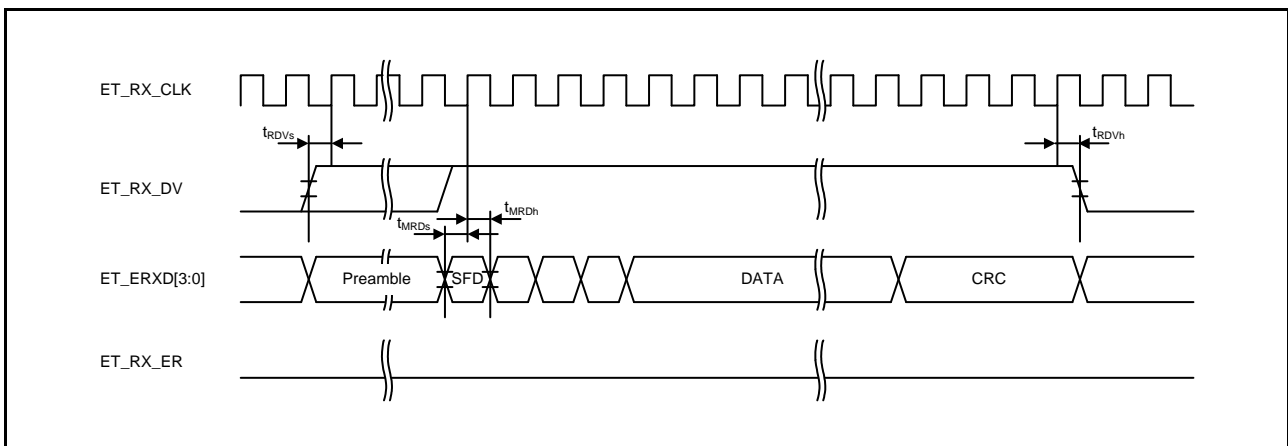 ET_RX_CLK
tRDVs
tRDVh
ET_RX_DV
tMRDs
tMRDh
ET_ERXD[3:0]
Preamble
SFD
DATA
CRC
ET_RX_ER